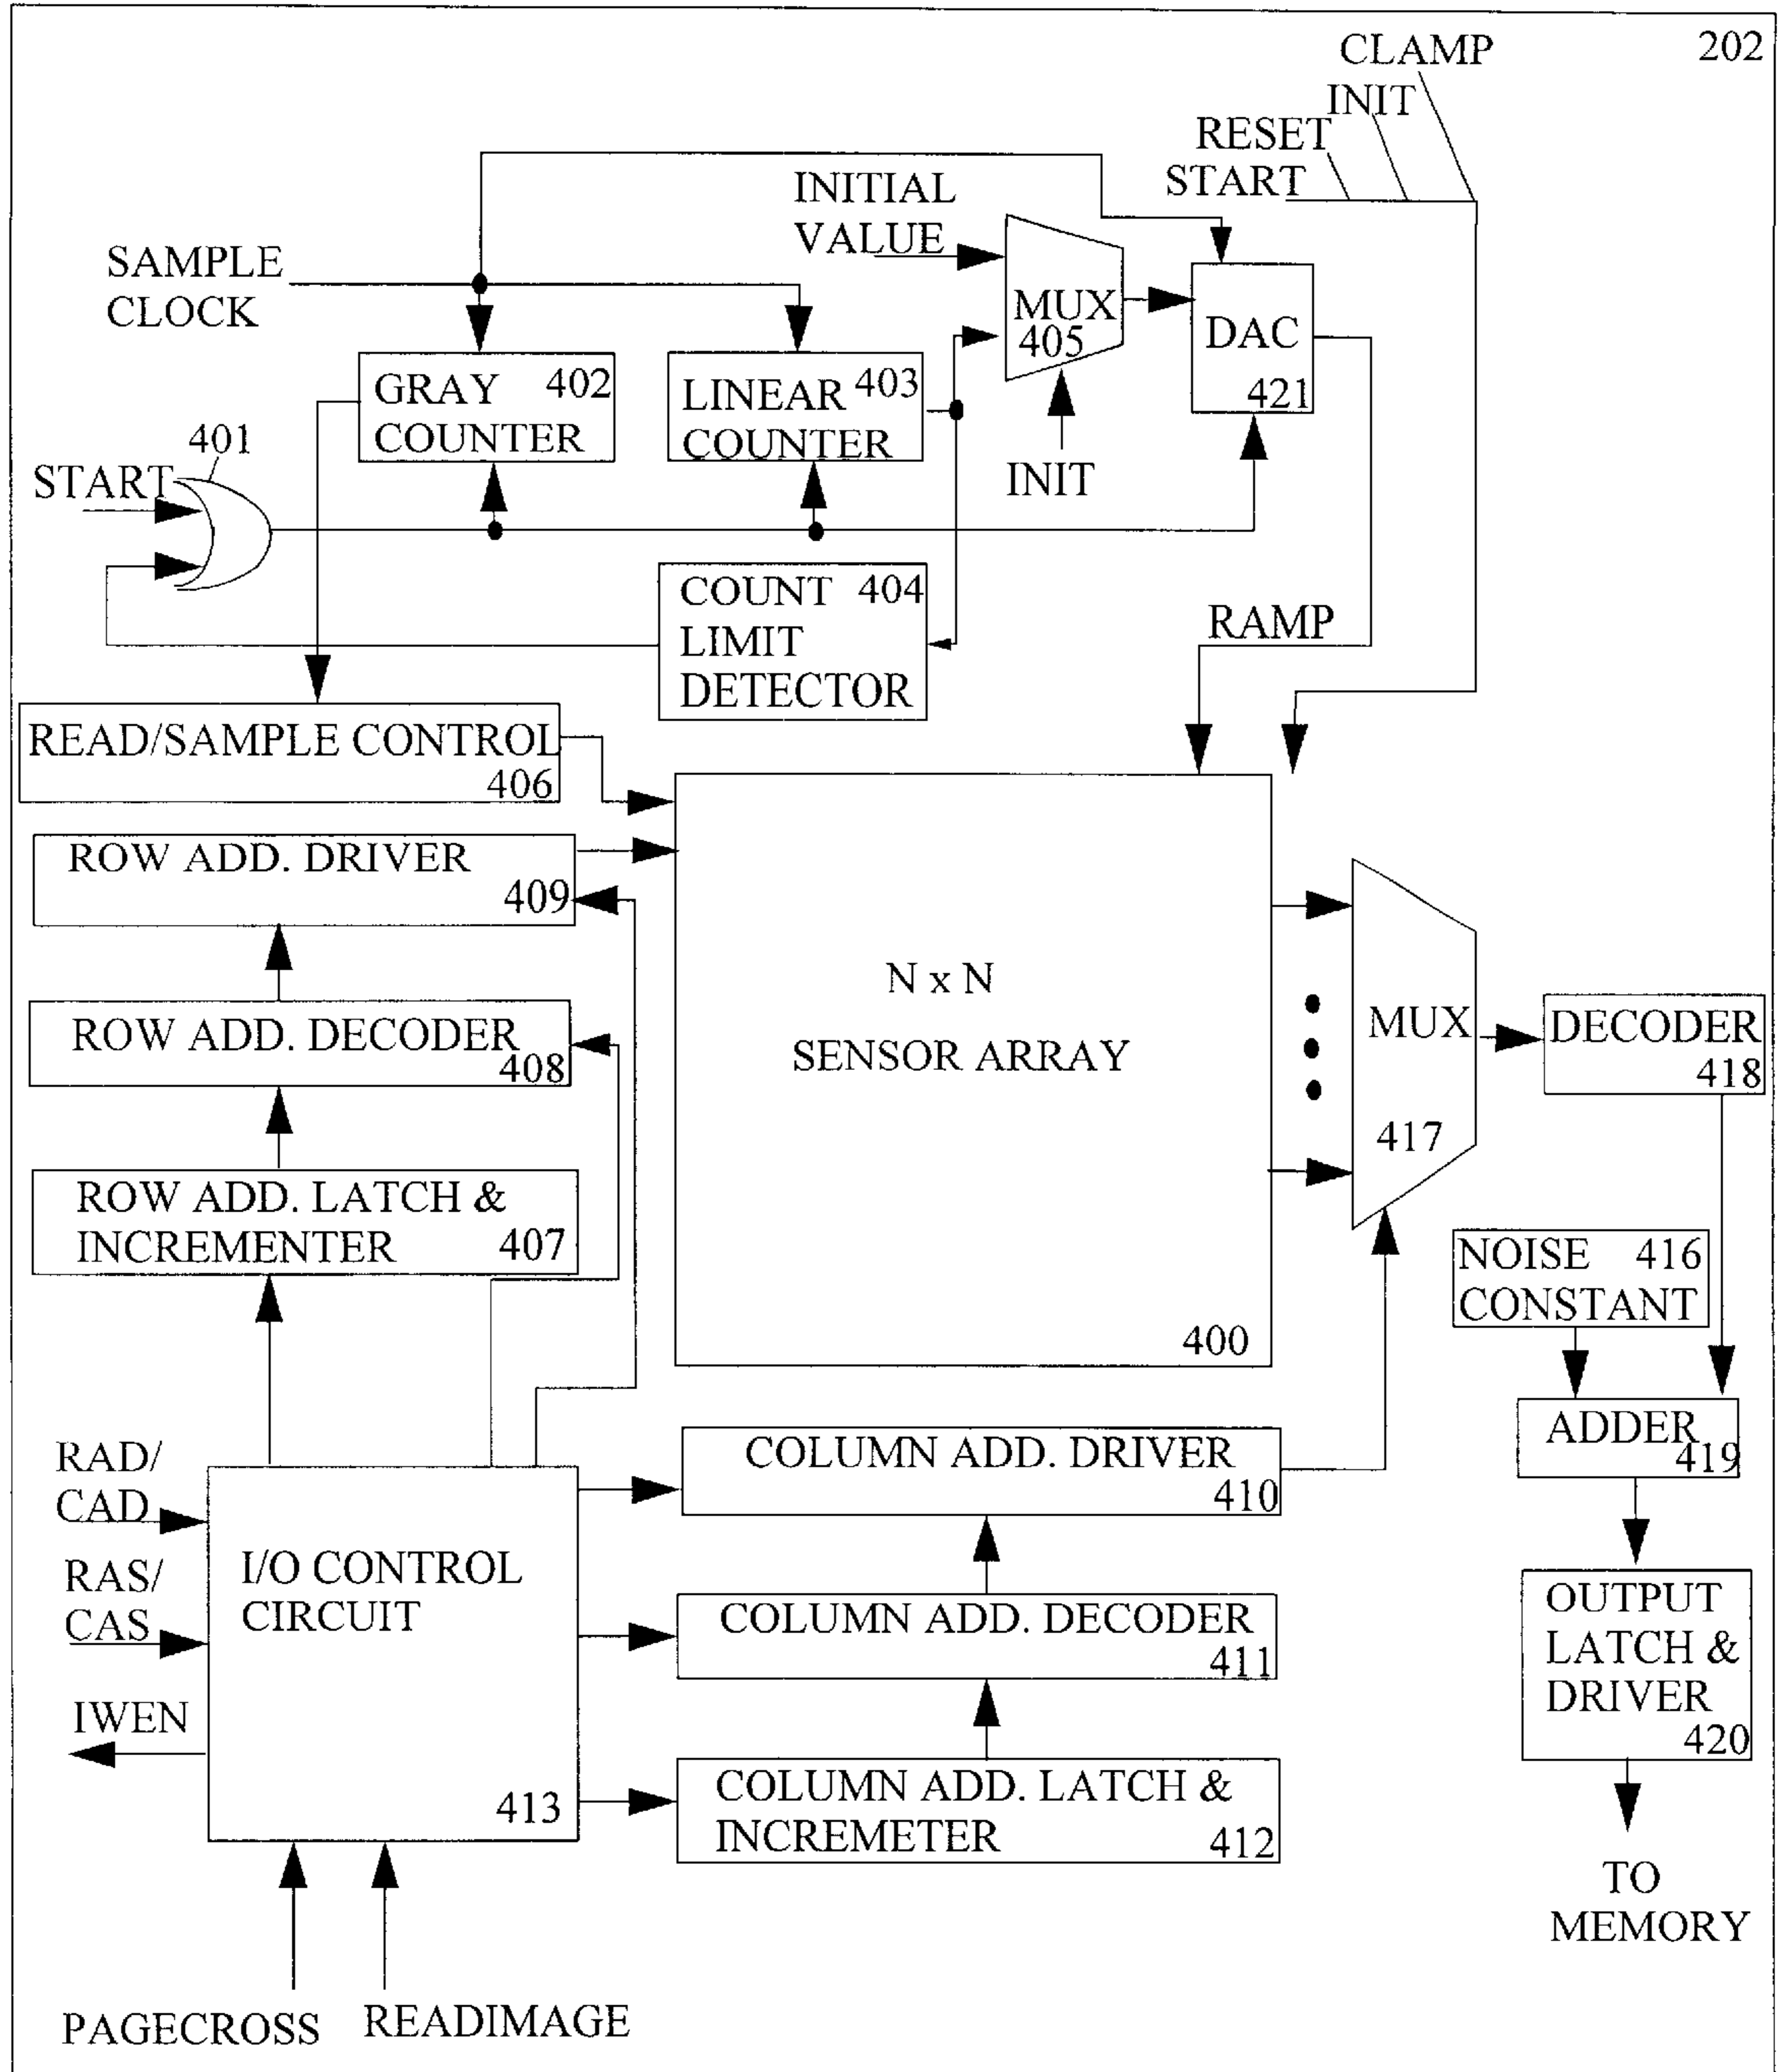 202
CLAMP
INIT
RESET
START
INITIAL
VALUE
SAMPLE
CLOCK
MUX
405
DAC
421
GRAY 402
COUNTER
LINEAR 403
COUNTER
401
START
INIT
COUNT 404
LIMIT
DETECTOR
RAMP
READ/SAMPLE CONTROL
406
ROW ADD. DRIVER
409
N x N
SENSOR ARRAY
400
ROW ADD. DECODER
408
MUX
417
DECODER
418
ROW ADD. LATCH &
INCREMENTER 407
NOISE 416
CONSTANT
ADDER
419
RAD/
CAD
COLUMN ADD. DRIVER
410
RAS/
CAS
I/O CONTROL
CIRCUIT
413
COLUMN ADD. DECODER
411
OUTPUT
LATCH &
DRIVER
420
IWEN
COLUMN ADD. LATCH &
INCREMETER 412
TO
MEMORY
PAGECROSS
READIMAGE